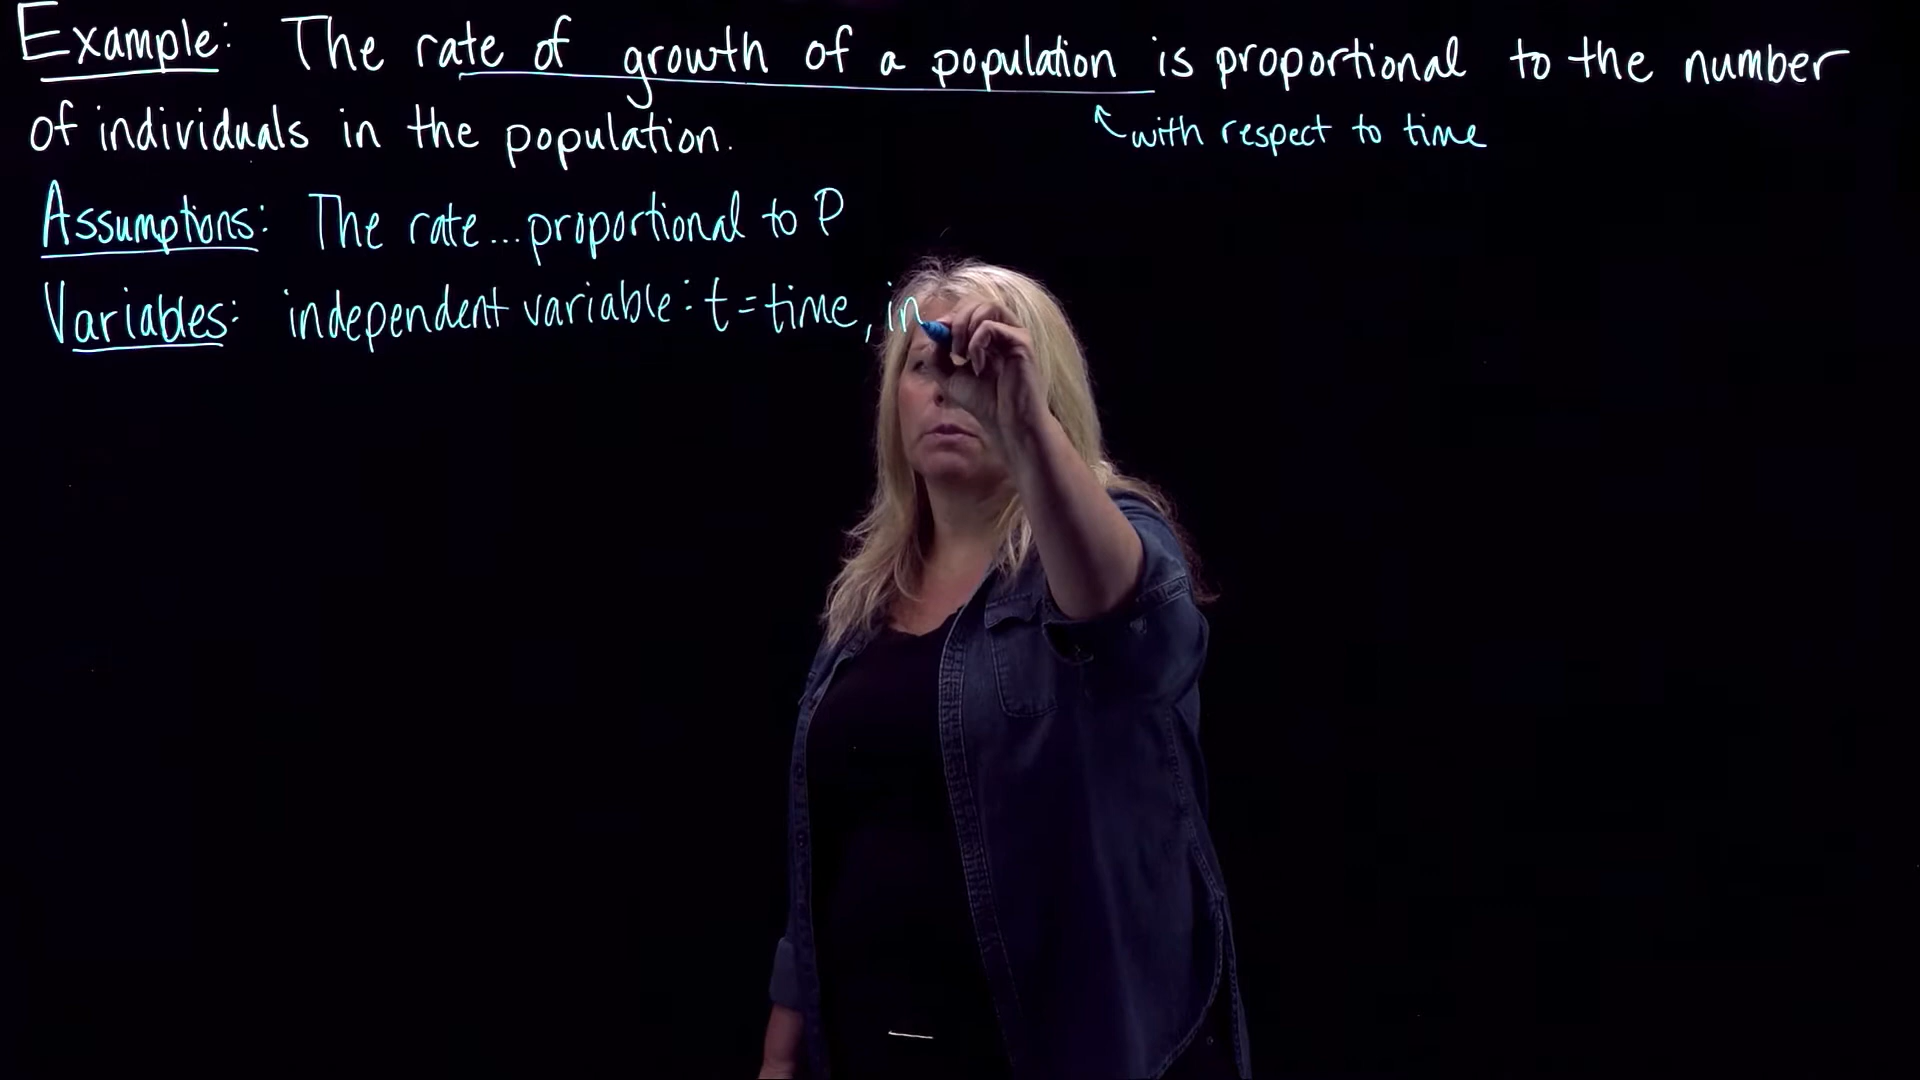 Example: The rate of growth of a population is proportional to the number
of individuals in the population.
with respect to time
Assumptions: The rate... proportional to P
Variables: independent variable: t = time, in